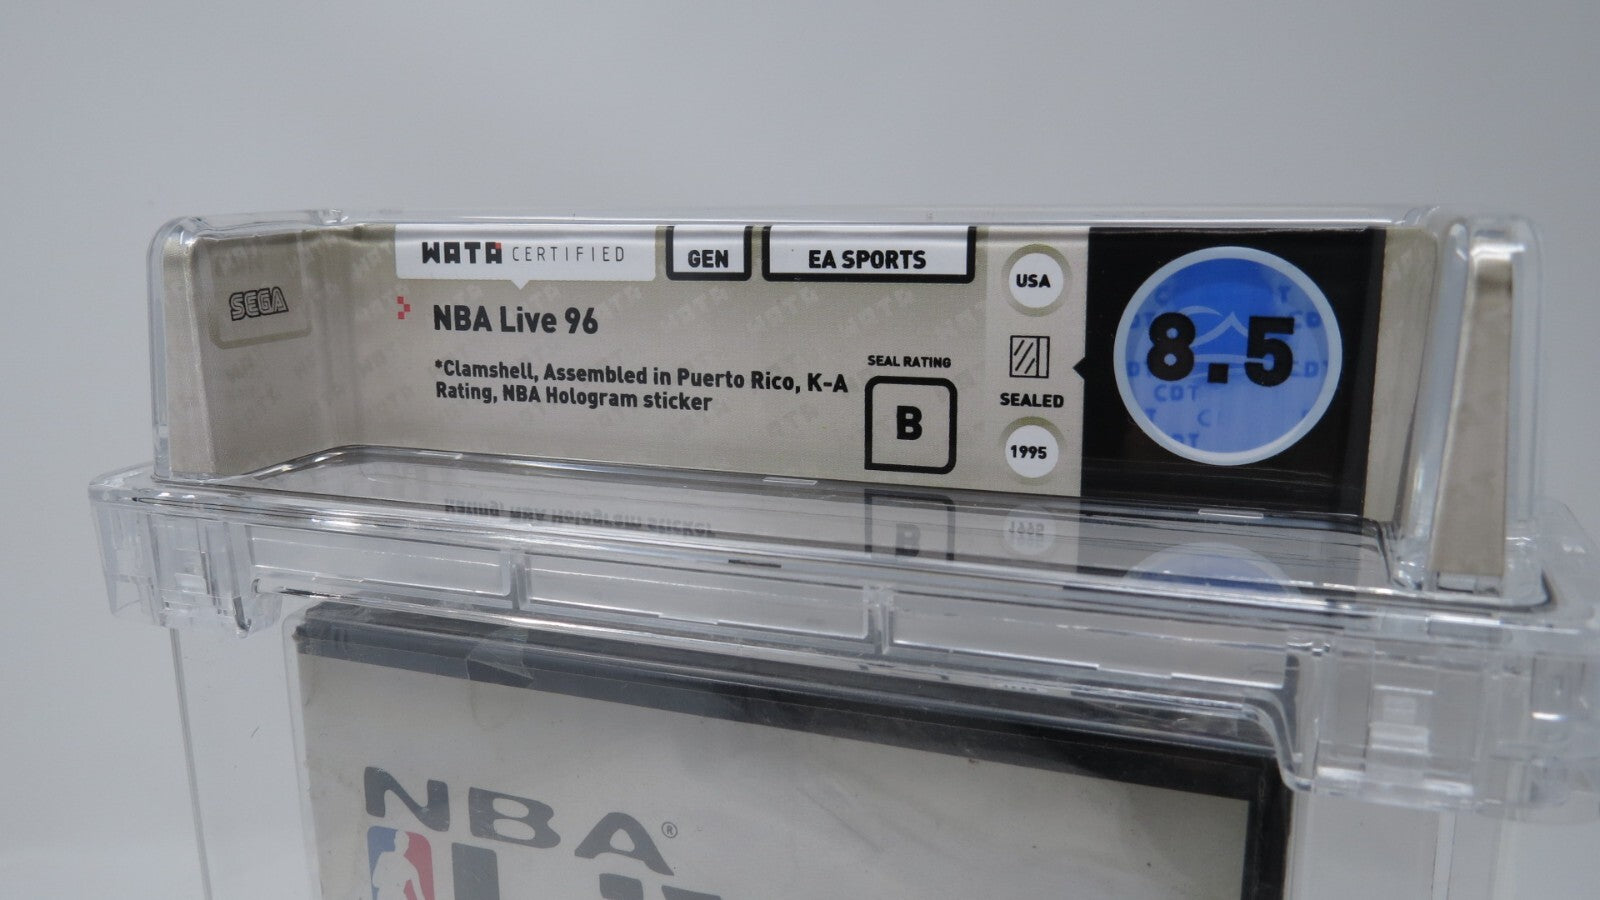 WATA CERTIFIED
GEN
EA SPORTS
SEGA
NBA Live 96
*Clamshell, Assembled in Puerto Rico, K-A
Rating, NBA Hologram sticker
SEAL RATING
B
USA
SEALED
1995
8.5
CDT
NBA®